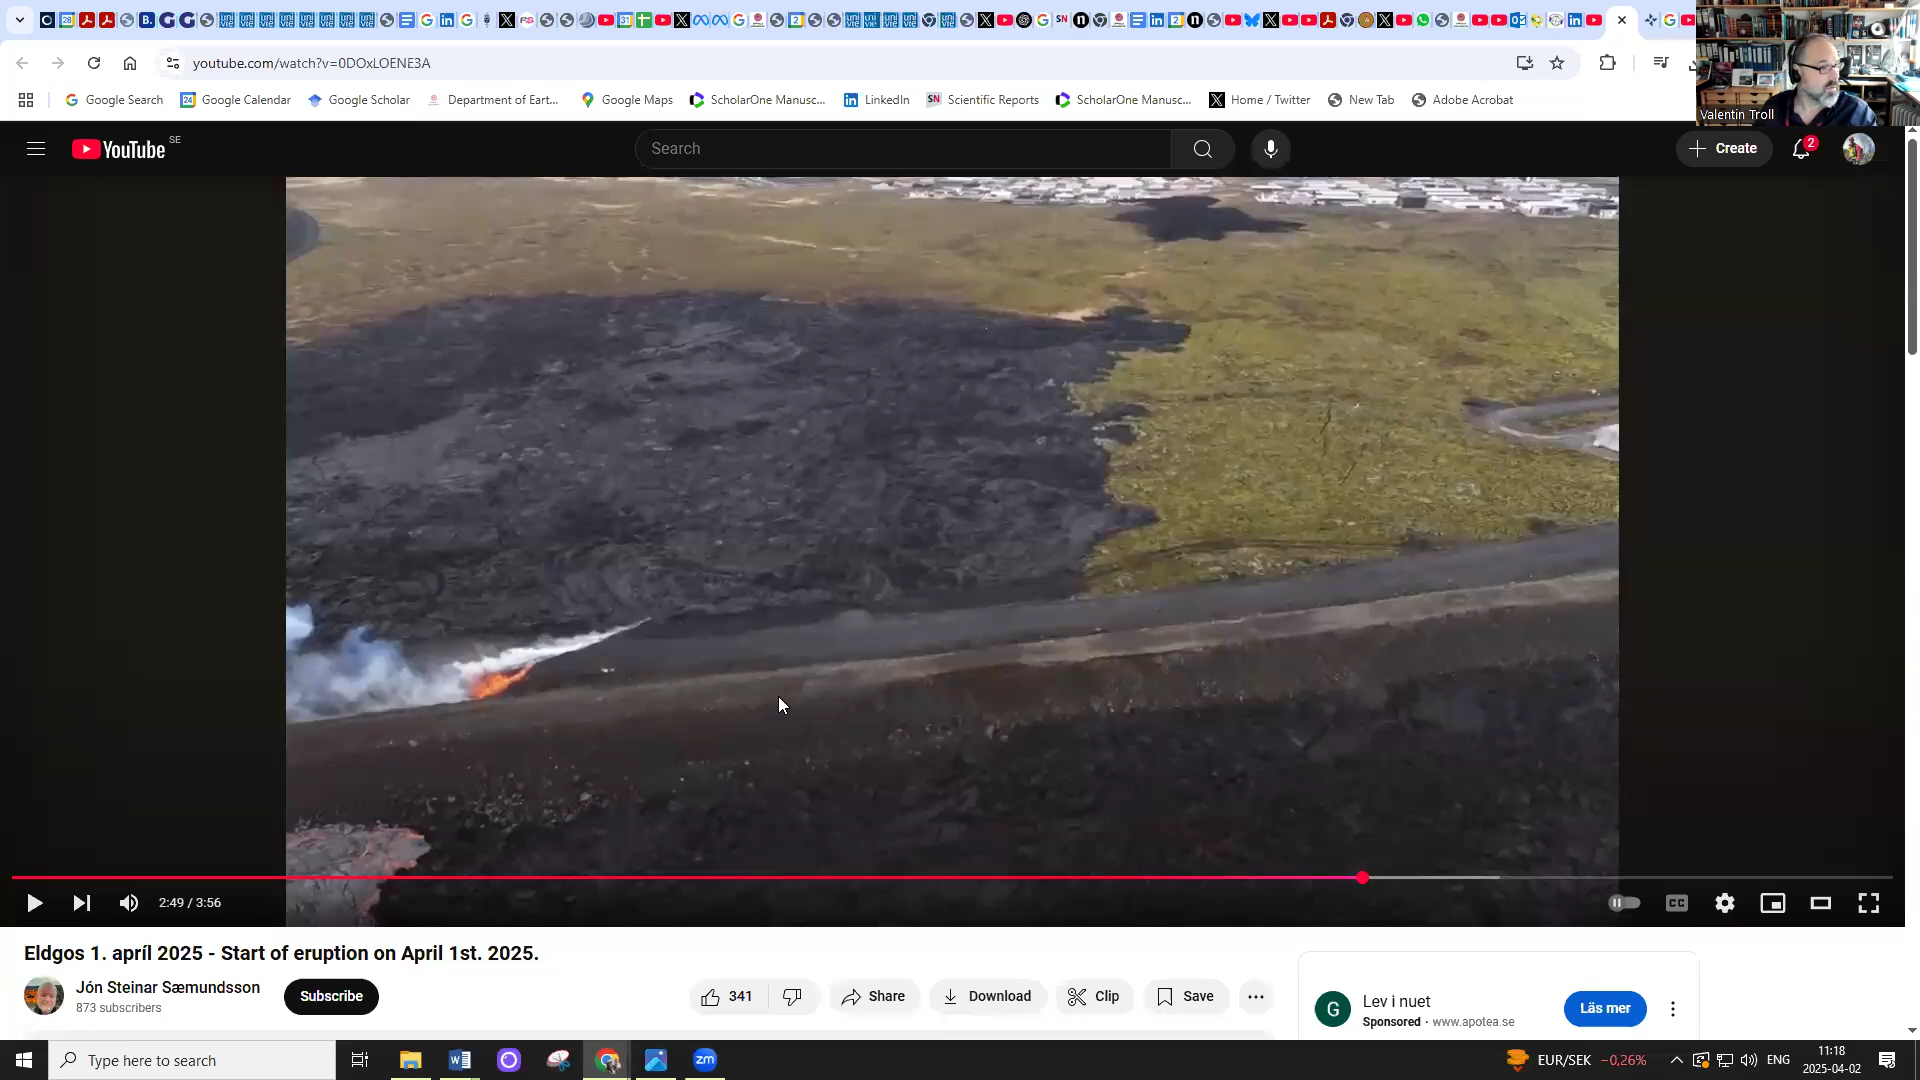 youtube.com/watch?v=0DOxLOENE3A
Google Search
Google Calendar
Google Scholar
Department of Eart...
Google Maps
ScholarOne Manusc...
LinkedIn
Scientific Reports
ScholarOne Manusc...
Home / Twitter
New Tab
Adobe Acrobat
Valentin Troll
YouTube SE
Search
Create
2
2:49 / 3:56
CC
Eldgos 1. apríl 2025 - Start of eruption on April 1st. 2025.
Jón Steinar Sæmundsson
873 subscribers
Subscribe
341
Share
Download
Clip
Save
G
Lev i nuet
Sponsored · www.apotea.se
Läs mer
Type here to search
zm
EUR/SEK
−0,26%
ENG
11:18
2025-04-02